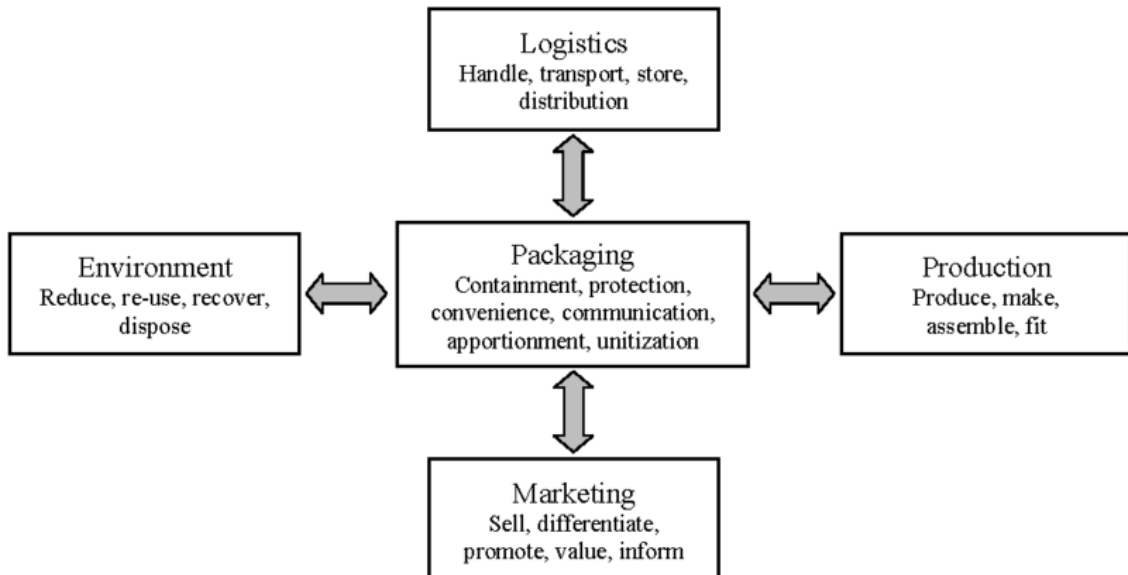 Logistics
Handle, transport, store,
distribution
Environment
Reduce, re-use, recover,
dispose
Packaging
Containment, protection,
convenience, communication,
apportionment, unitization
Production
Produce, make,
assemble, fit
Marketing
Sell, differentiate,
promote, value, inform